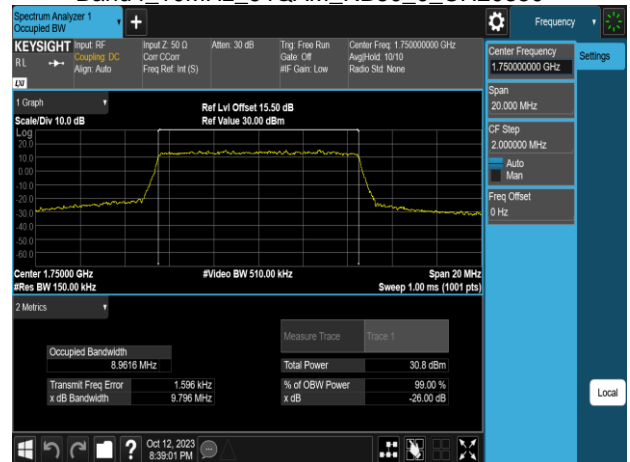 Spectrum Analyzer 1
Occupied BW
Frequency
KEYSIGHT
RL
LXI
Input: RF
Coupling: DC
Align: Auto
Input Z: 50 Ω
Corr CCorr
Freq Ref: Int (S)
Atten: 30 dB
Trig: Free Run
Gate: Off
#IF Gain: Low
Center Freq: 1.750000000 GHz
Avg|Hold: 10/10
Radio Std: None
Center Frequency
1.750000000 GHz
Settings
Span
20.000 MHz
CF Step
2.000000 MHz
Auto
Man
Freq Offset
0 Hz
1 Graph
Scale/Div 10.0 dB
Ref Lvl Offset 15.50 dB
Ref Value 30.00 dBm
Log
20.0
10.0
0.00
-10.0
-20.0
-30.0
-40.0
-50.0
-60.0
Center 1.75000 GHz
#Video BW 510.00 kHz
Span 20 MHz
#Res BW 150.00 kHz
Sweep 1.00 ms (1001 pts)
2 Metrics
Measure Trace
Trace 1
Occupied Bandwidth
8.9616 MHz
Total Power
30.8 dBm
Transmit Freq Error
1.596 kHz
% of OBW Power
99.00 %
x dB Bandwidth
9.796 MHz
x dB
-26.00 dB
Local
?
Oct 12, 2023
8:39:01 PM